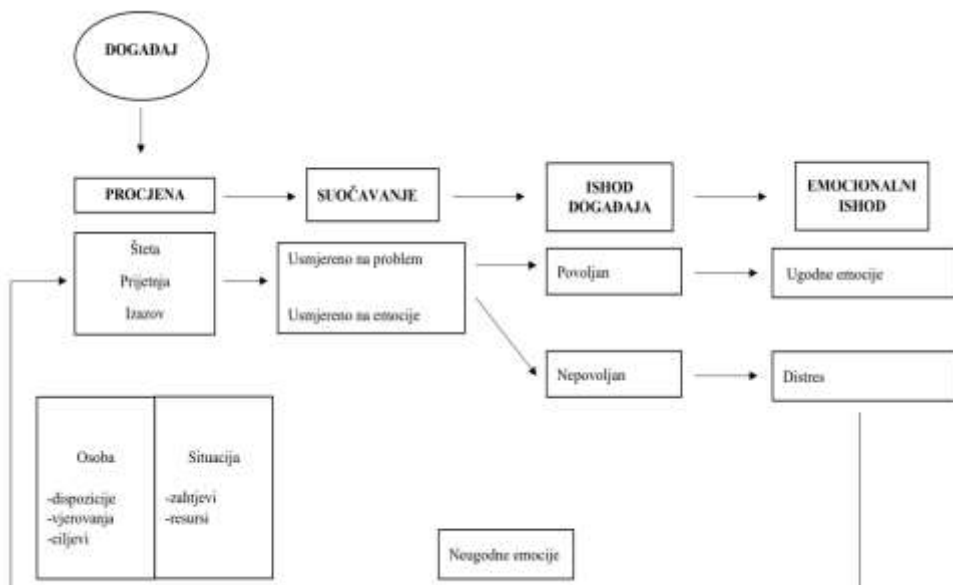 DOGAĐAJ
PROCJENA
SUOČAVANJE
ISHOD
DOGAĐAJA
EMOCIONALNI
ISHOD
Šteta
Prijetnja
Izazov
Usmjereno na problem
Usmjereno na emocije
Povoljan
Ugodne emocije
Nepovoljan
Distres
Osoba
-dispozicije
-vjerovanja
-ciljevi
Situacija
-zahtjevi
-resursi
Neugodne emocije